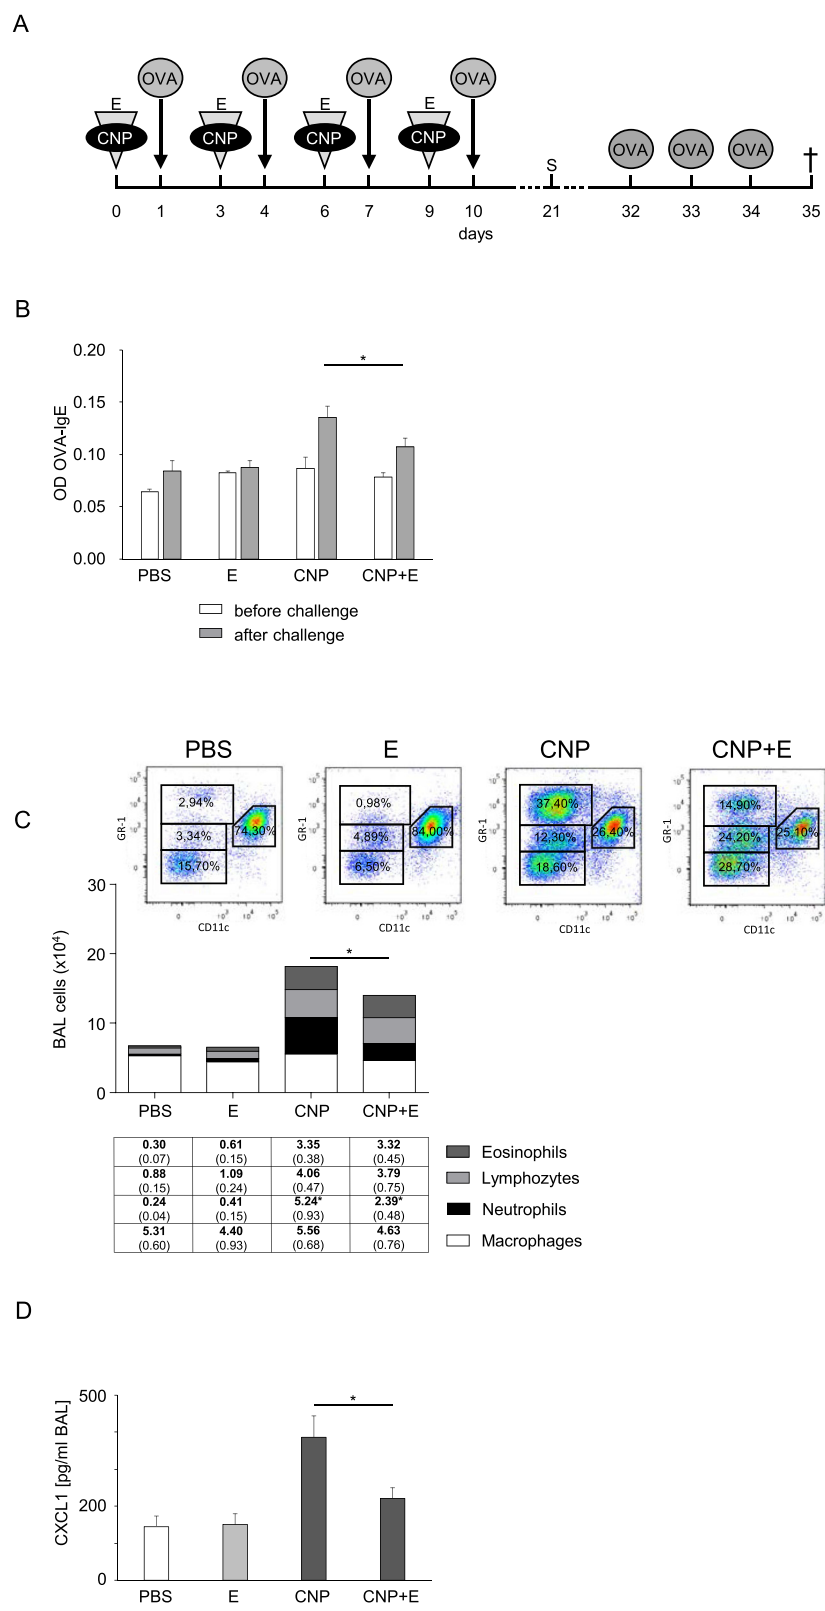 A
OVA OVA OVA OVA
E E E E
CNP CNP CNP CNP
OVA OVA OVA
S
†
0 1 3 4 6 7 9 10 21 32 33 34 35
days
B
0.20
0.15
0.10
0.05
0.00
OD OVA-IgE
*
PBS E CNP CNP+E
before challenge
after challenge
C
PBS E CNP CNP+E
GR-1 GR-1 GR-1 GR-1
2,94% 0,98% 37,40% 14,90%
3,34% 74,30% 4,89% 84,00% 12,30% 26,40% 24,20% 25,10%
15,70% 6,50% 18,60% 28,70%
CD11c CD11c CD11c CD11c
30
20
10
0
BAL cells (x10⁴)
*
PBS E CNP CNP+E
0.30 0.61 3.35 3.32 Eosinophils
(0.07) (0.15) (0.38) (0.45)
0.88 1.09 4.06 3.79 Lymphozytes
(0.15) (0.24) (0.47) (0.75)
0.24 0.41 5.24* 2.39* Neutrophils
(0.04) (0.15) (0.93) (0.48)
5.31 4.40 5.56 4.63 Macrophages
(0.60) (0.93) (0.68) (0.76)
D
500
200
0
CXCL1 [pg/ml BAL]
*
PBS E CNP CNP+E